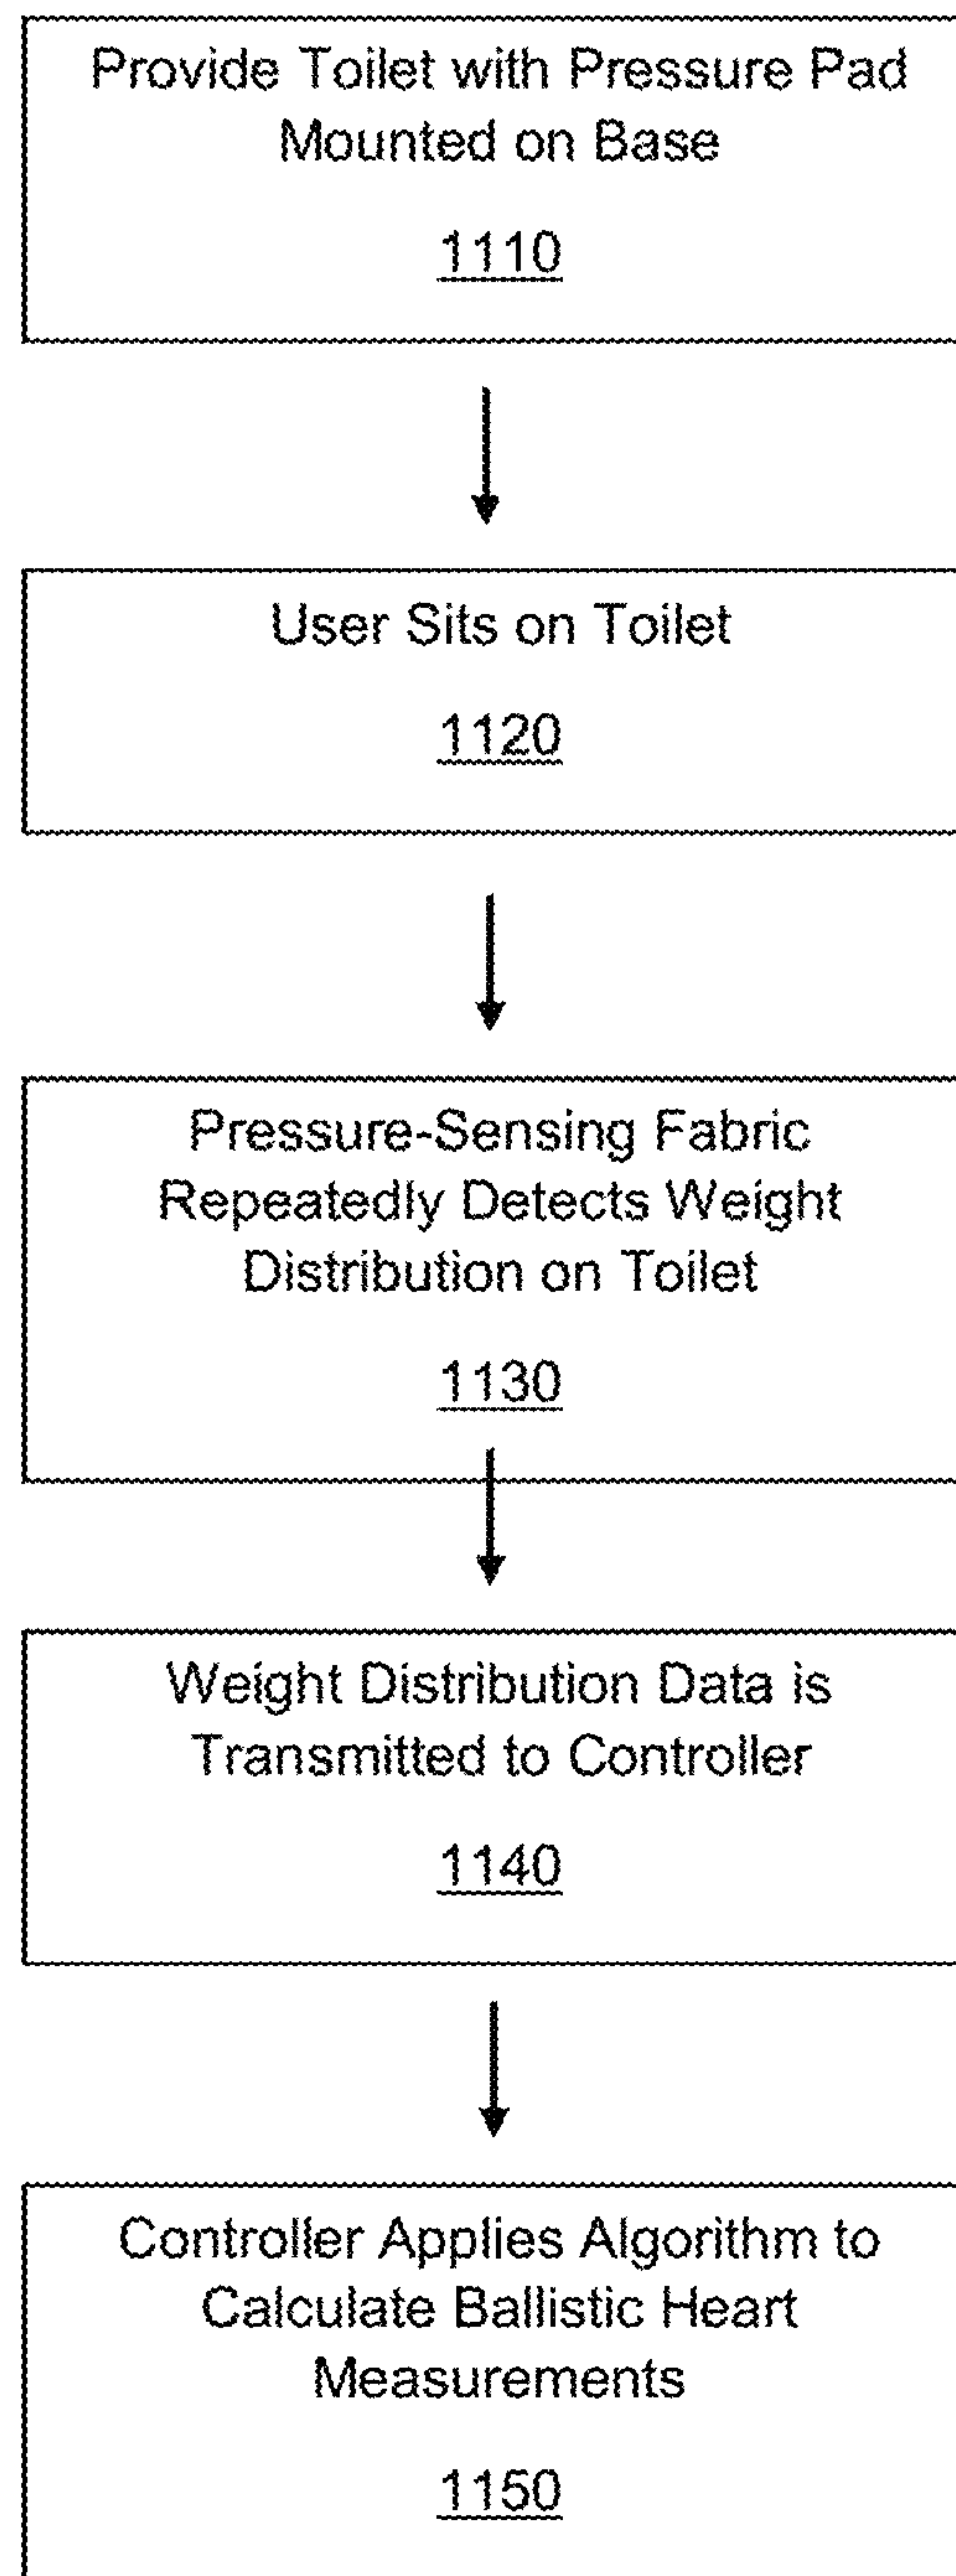 Provide Toilet with Pressure Pad
Mounted on Base
1110
User Sits on Toilet
1120
Pressure-Sensing Fabric
Repeatedly Detects Weight
Distribution on Toilet
1130
Weight Distribution Data is
Transmitted to Controller
1140
Controller Applies Algorithm to
Calculate Ballistic Heart
Measurements
1150